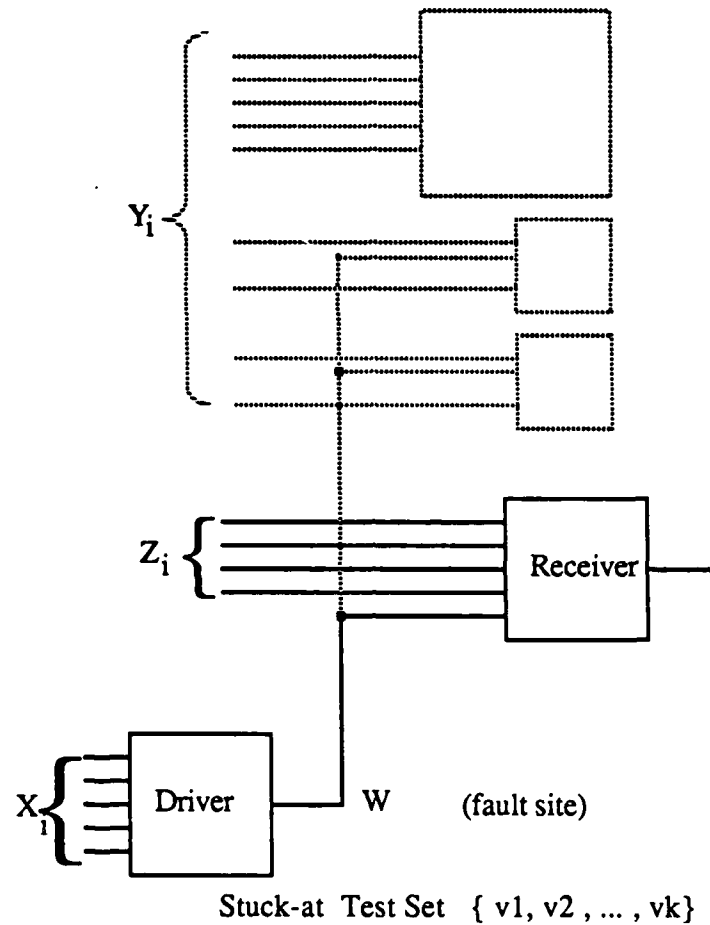 Y_i
Z_i
Receiver
X_i
Driver
W
(fault site)
Stuck-at Test Set { v1, v2 , ... , vk}